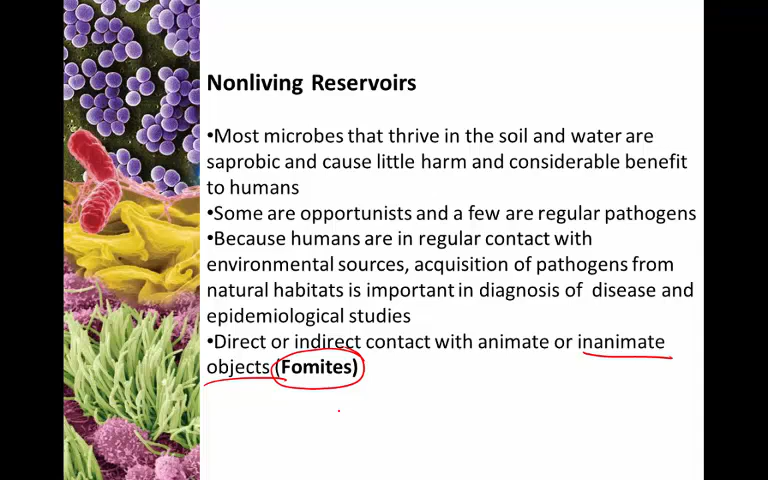 Nonliving Reservoirs
•Most microbes that thrive in the soil and water are
saprobic and cause little harm and considerable benefit
to humans
•Some are opportunists and a few are regular pathogens
•Because humans are in regular contact with
environmental sources, acquisition of pathogens from
natural habitats is important in diagnosis of disease and
epidemiological studies
•Direct or indirect contact with animate or inanimate
objects (Fomites)